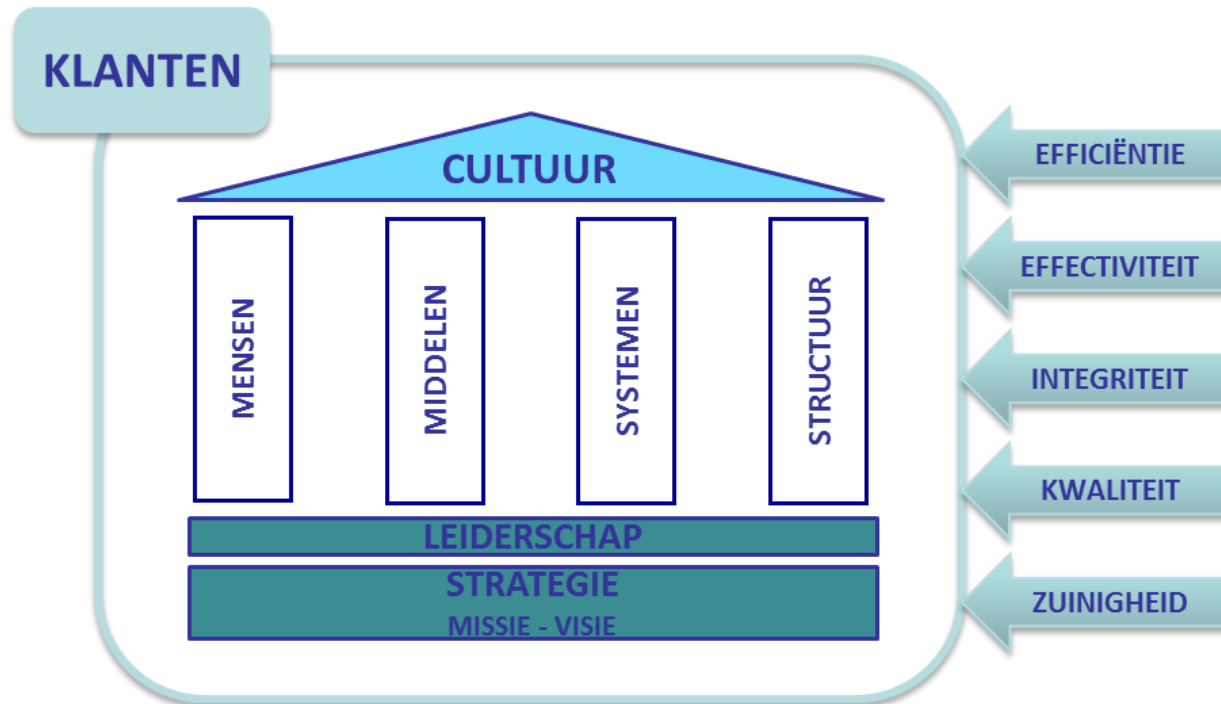 KLANTEN
CULTUUR
MENSEN
MIDDELEN
SYSTEMEN
STRUCTUUR
LEIDERSCHAP
STRATEGIE
MISSIE - VISIE
EFFICIËNTIE
EFFECTIVITEIT
INTEGRITEIT
KWALITEIT
ZUINIGHEID